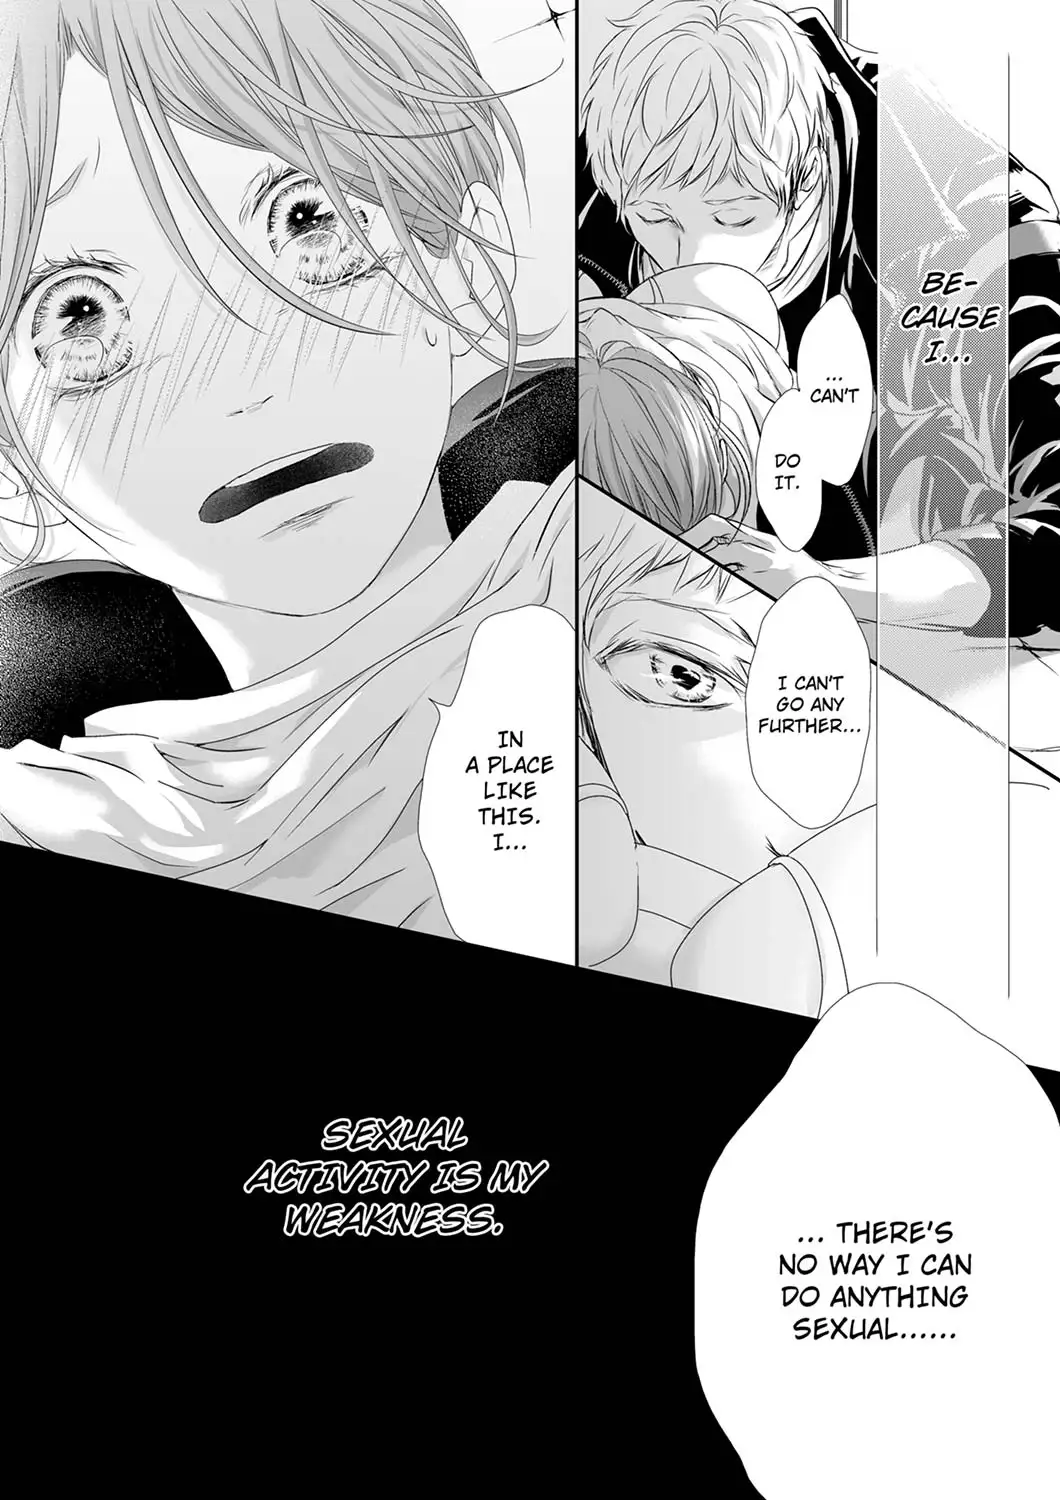 BE-
CAUSE
I...
...
CAN'T
DO
IT.
I CAN'T
GO ANY
FURTHER...
IN
A PLACE
LIKE
THIS.
I...
... THERE'S
NO WAY I CAN
DO ANYTHING
SEXUAL......
SEXUAL
ACTIVITY IS MY
WEAKNESS.